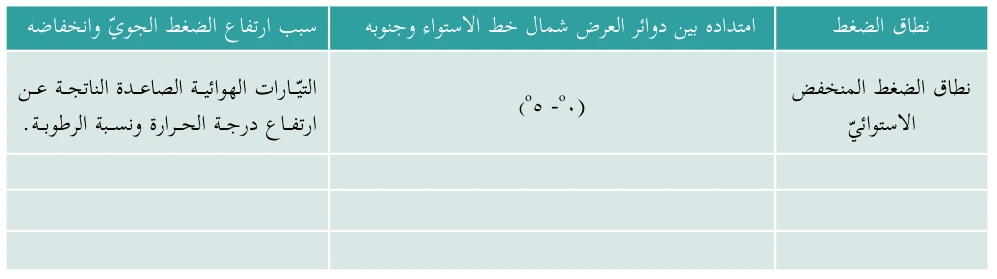 نطاق الضغط
امتداده بين دوائر العرض شمال خط الاستواء وجنوبه
سبب ارتفاع الضغط الجويّ وانخفاضه
نطاق الضغط المنخفض
الاستوائيّ
(٠°- ٥°)
التيّارات الهوائية الصاعدة الناتجة عن
ارتفاع درجة الحرارة ونسبة الرطوبة.